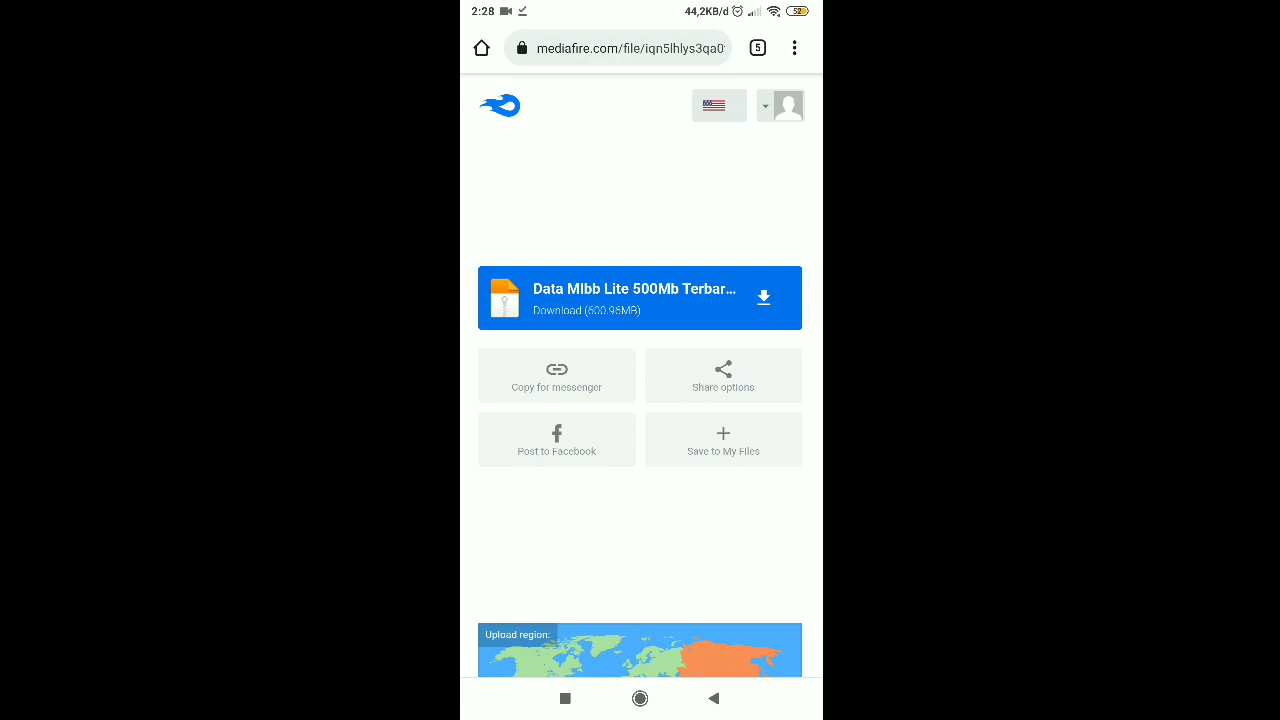 2:28
44,2KB/d
52
mediafire.com/file/iqn5lhlys3qa0
5
Data Mlbb Lite 500Mb Terbar...
Download (600.96MB)
Copy for messenger
Share options
Post to Facebook
Save to My Files
Upload region: